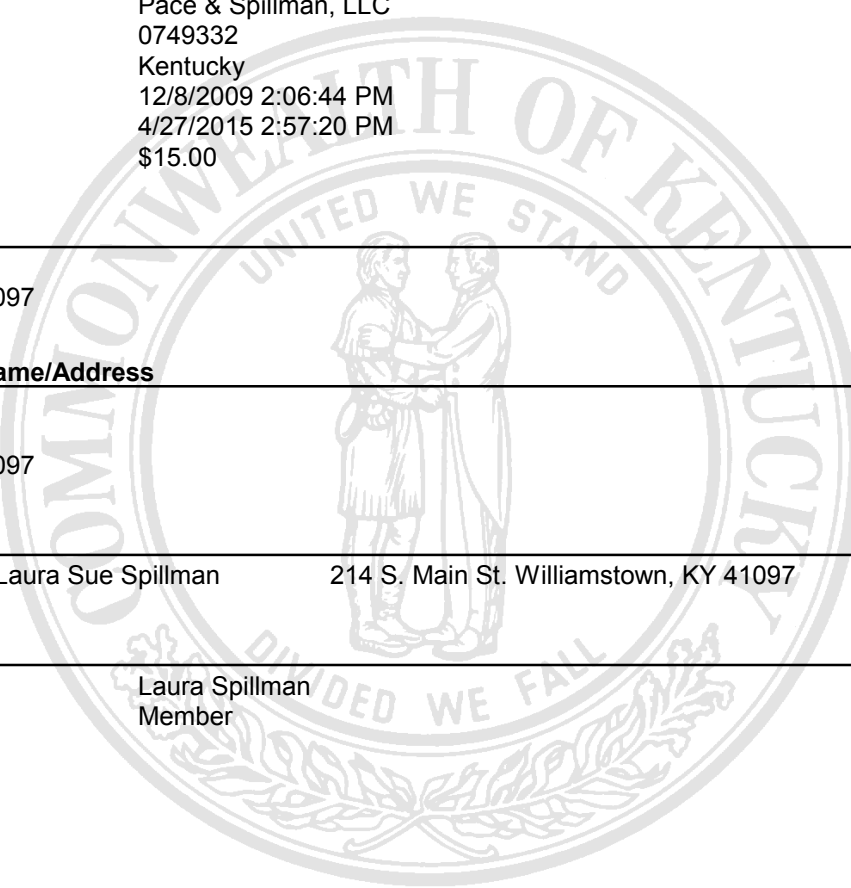 Pace & Spillman, LLC
0749332
Kentucky
12/8/2009 2:06:44 PM
4/27/2015 2:57:20 PM
$15.00
097
ame/Address
097
Laura Sue Spillman 214 S. Main St. Williamstown, KY 41097
Laura Spillman
Member
COMMONWEALTH OF KENTUCKY
UNITED WE STAND
DIVIDED WE FALL